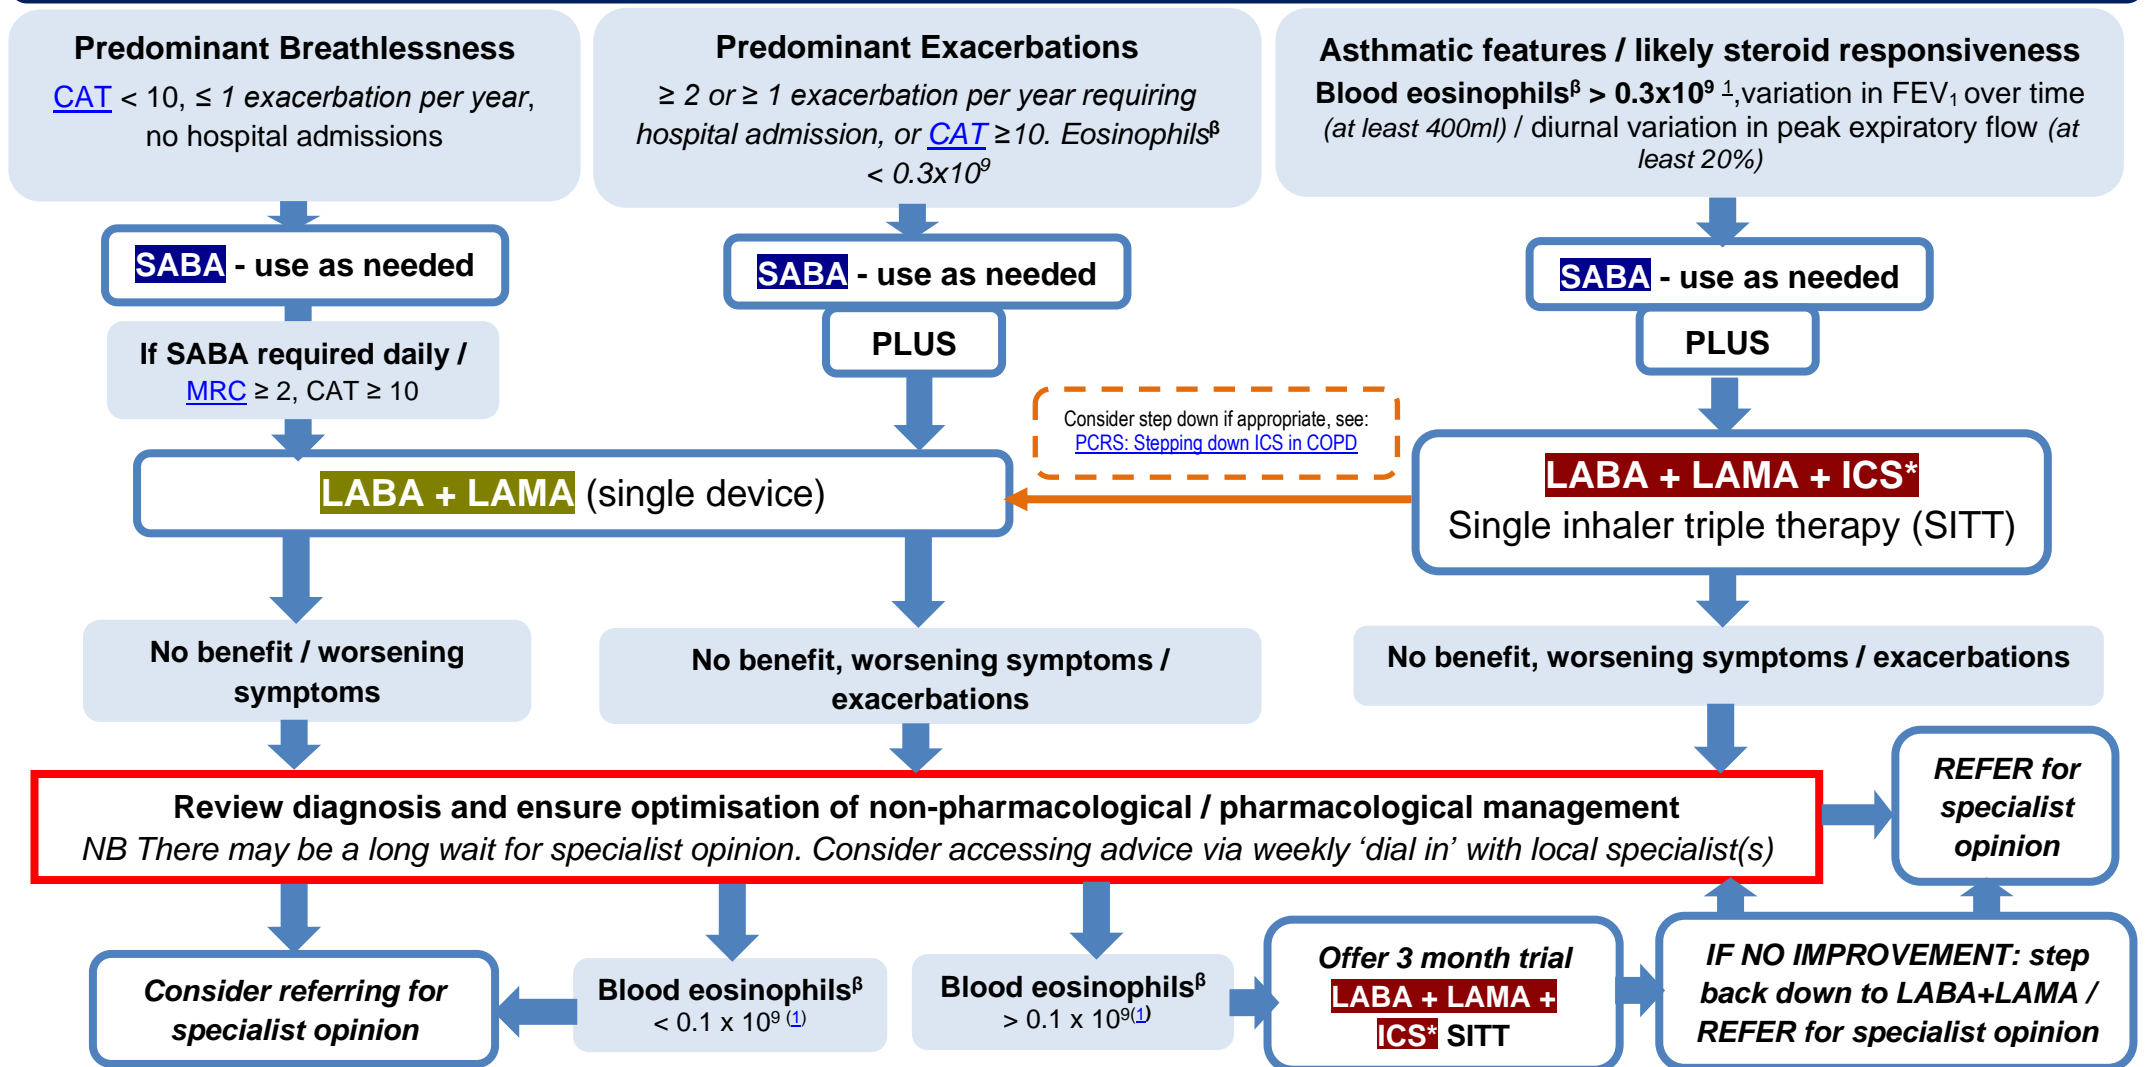 Predominant Breathlessness
CAT < 10, ≤ 1 exacerbation per year,
no hospital admissions
Predominant Exacerbations
≥ 2 or ≥ 1 exacerbation per year requiring
hospital admission, or CAT ≥10. Eosinophilsᵝ
< 0.3x10⁹
Asthmatic features / likely steroid responsiveness
Blood eosinophilsᵝ > 0.3x10⁹ ¹,variation in FEV₁ over time
(at least 400ml) / diurnal variation in peak expiratory flow (at
least 20%)
SABA - use as needed
SABA - use as needed
SABA - use as needed
If SABA required daily /
MRC ≥ 2, CAT ≥ 10
PLUS
PLUS
Consider step down if appropriate, see:
PCRS: Stepping down ICS in COPD
LABA + LAMA (single device)
LABA + LAMA + ICS*
Single inhaler triple therapy (SITT)
No benefit / worsening
symptoms
No benefit, worsening symptoms /
exacerbations
No benefit, worsening symptoms / exacerbations
Review diagnosis and ensure optimisation of non-pharmacological / pharmacological management
NB There may be a long wait for specialist opinion. Consider accessing advice via weekly ‘dial in’ with local specialist(s)
REFER for
specialist
opinion
Consider referring for
specialist opinion
Blood eosinophilsᵝ
< 0.1 x 10⁹ ⁽¹⁾
Blood eosinophilsᵝ
> 0.1 x 10⁹⁽¹⁾
Offer 3 month trial
LABA + LAMA +
ICS* SITT
IF NO IMPROVEMENT: step
back down to LABA+LAMA /
REFER for specialist opinion